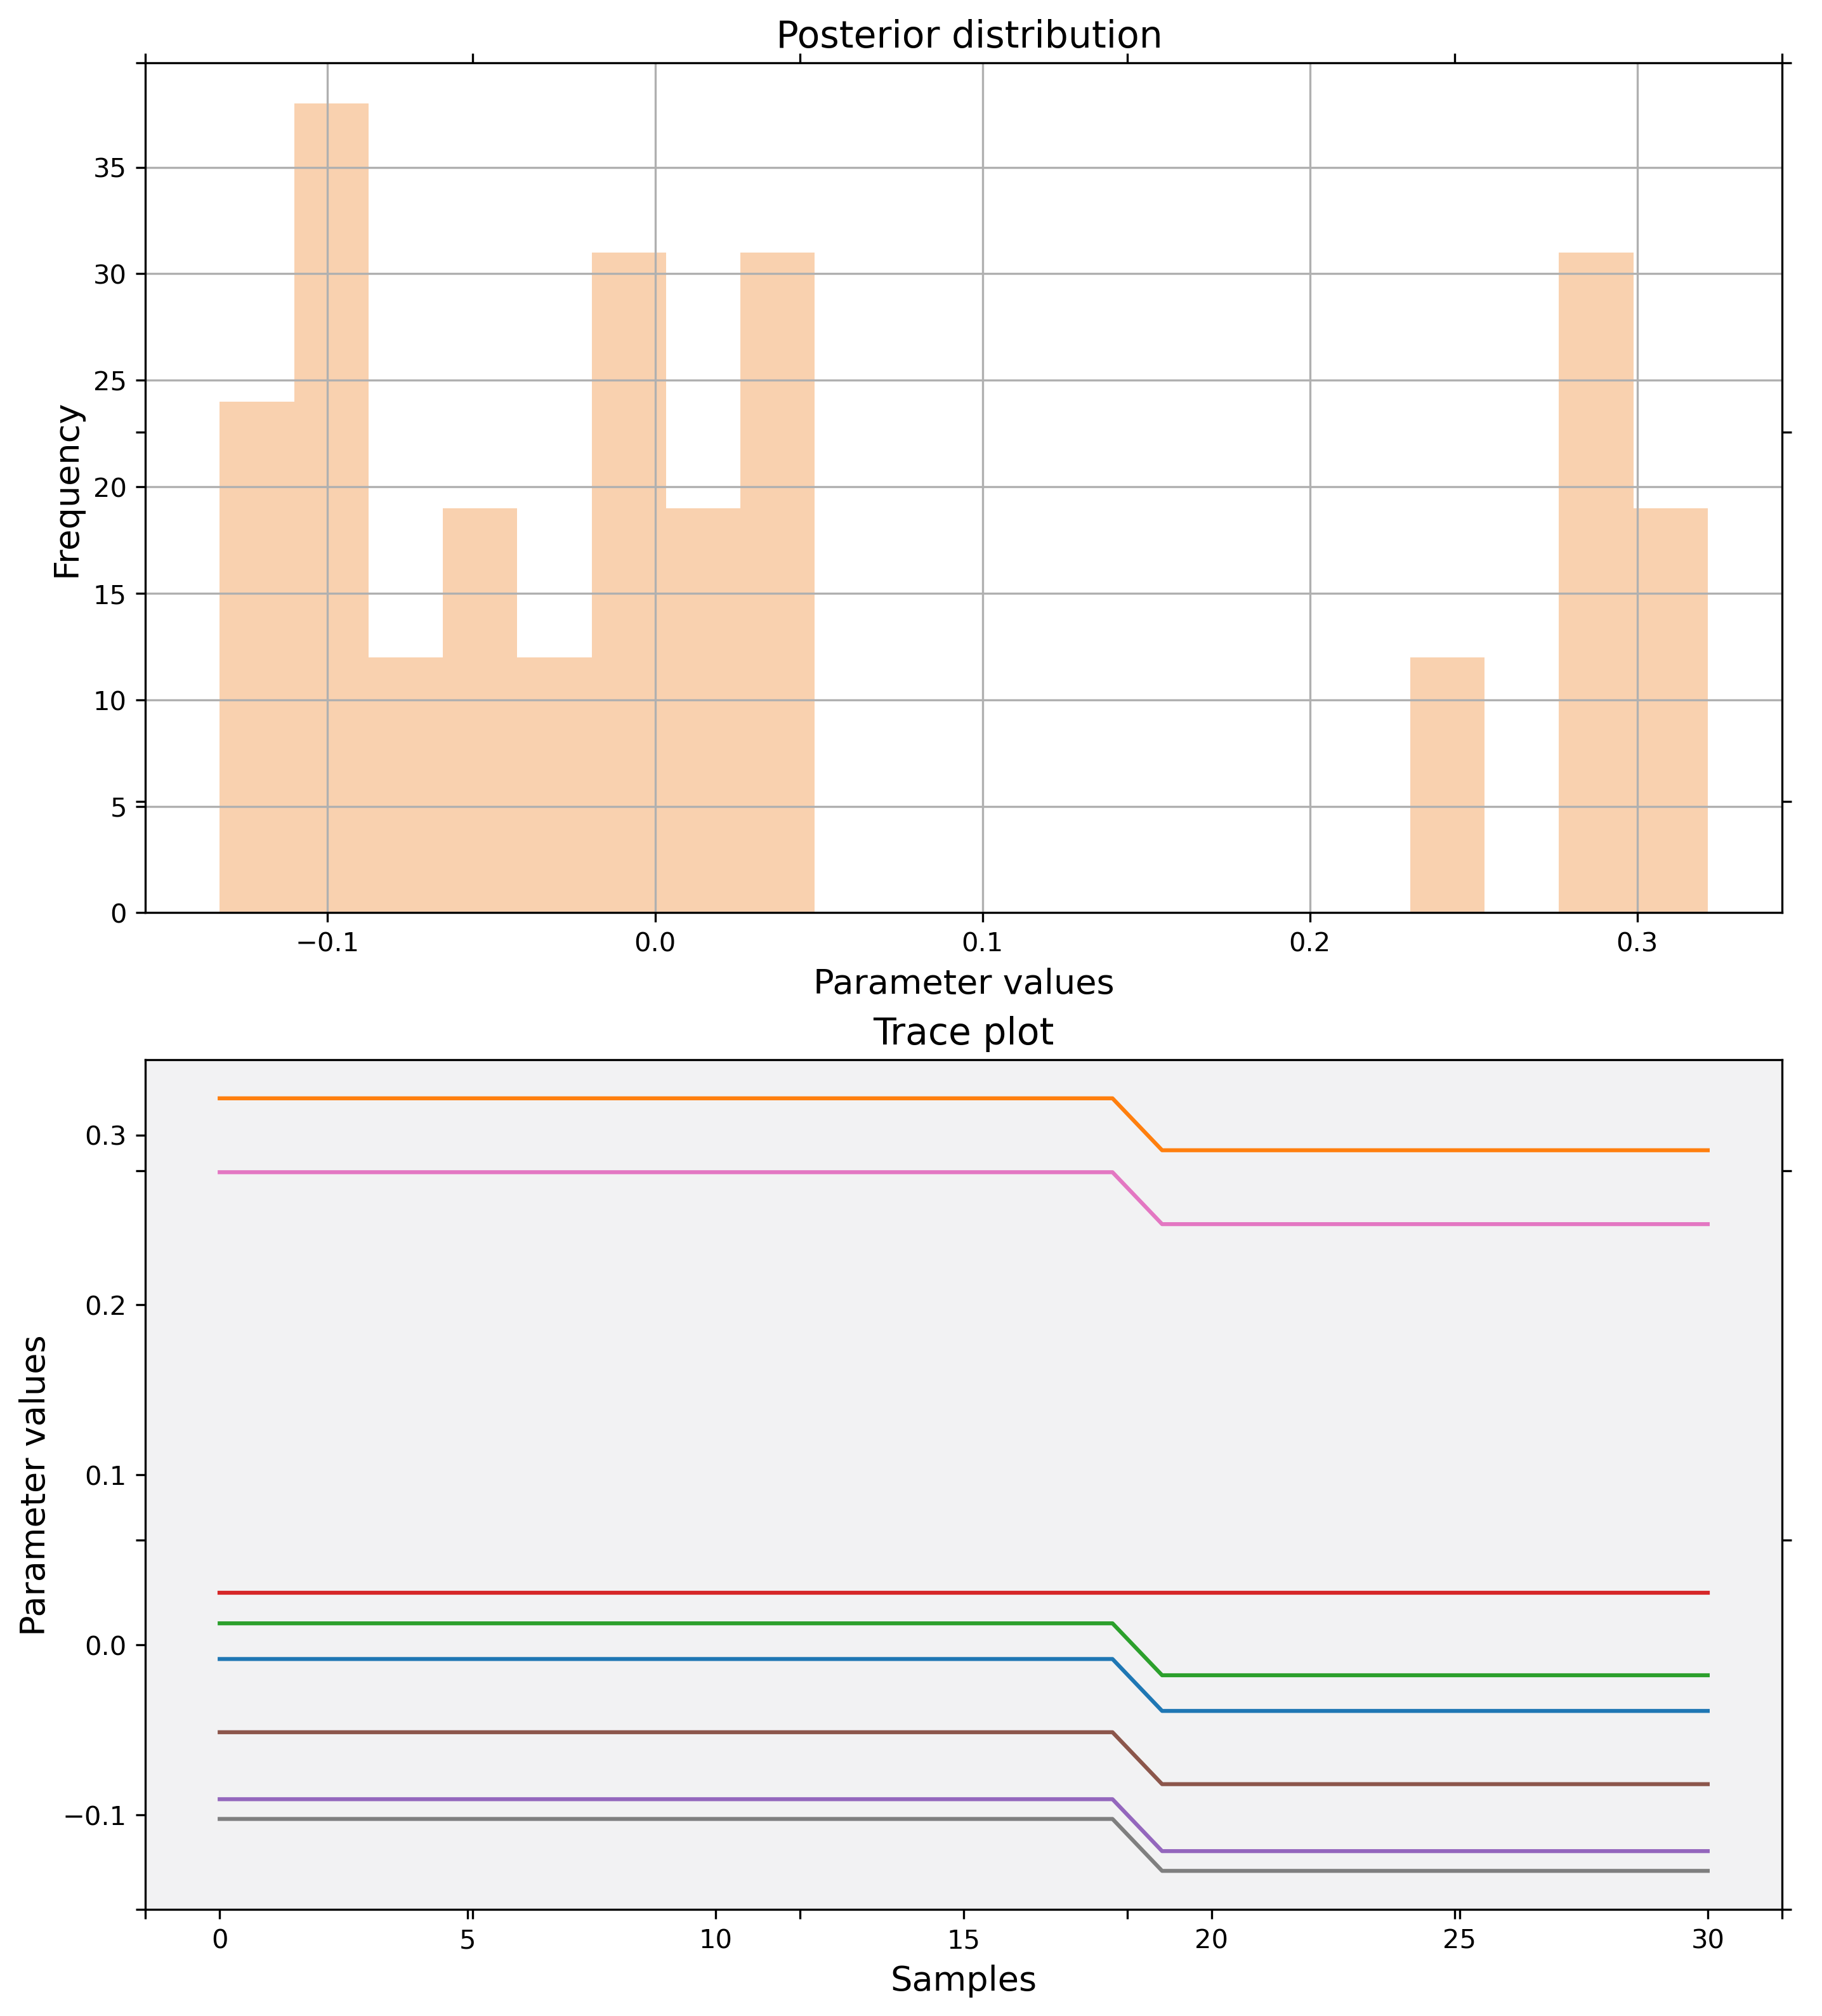 Posterior distribution
35
30
25
20
15
10
5
0
Frequency
−0.1 0.0 0.1 0.2 0.3
Parameter values
Trace plot
0.3
0.2
0.1
0.0
−0.1
Parameter values
0 5 10 15 20 25 30
Samples